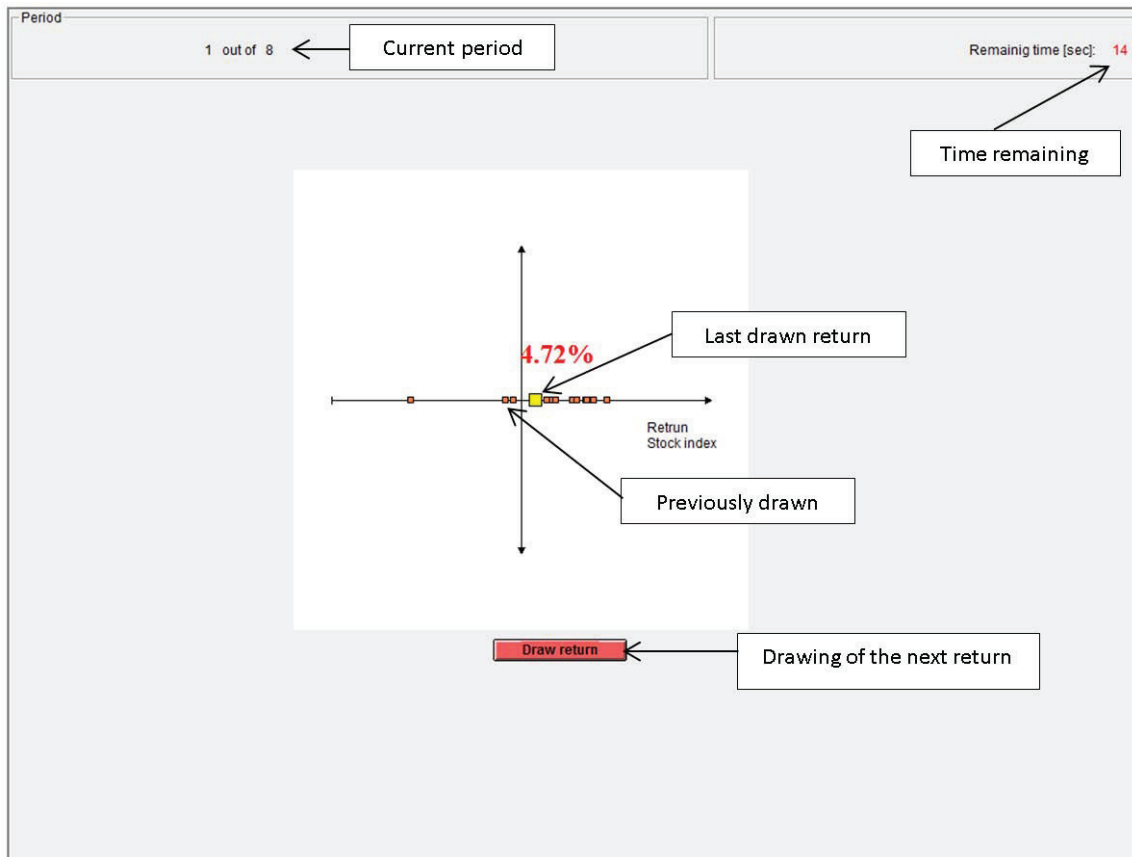 Period
1 out of 8
Current period
Remainig time [sec]: 14
Time remaining
Last drawn return
4.72%
Retrun
Stock index
Previously drawn
Draw return
Drawing of the next return